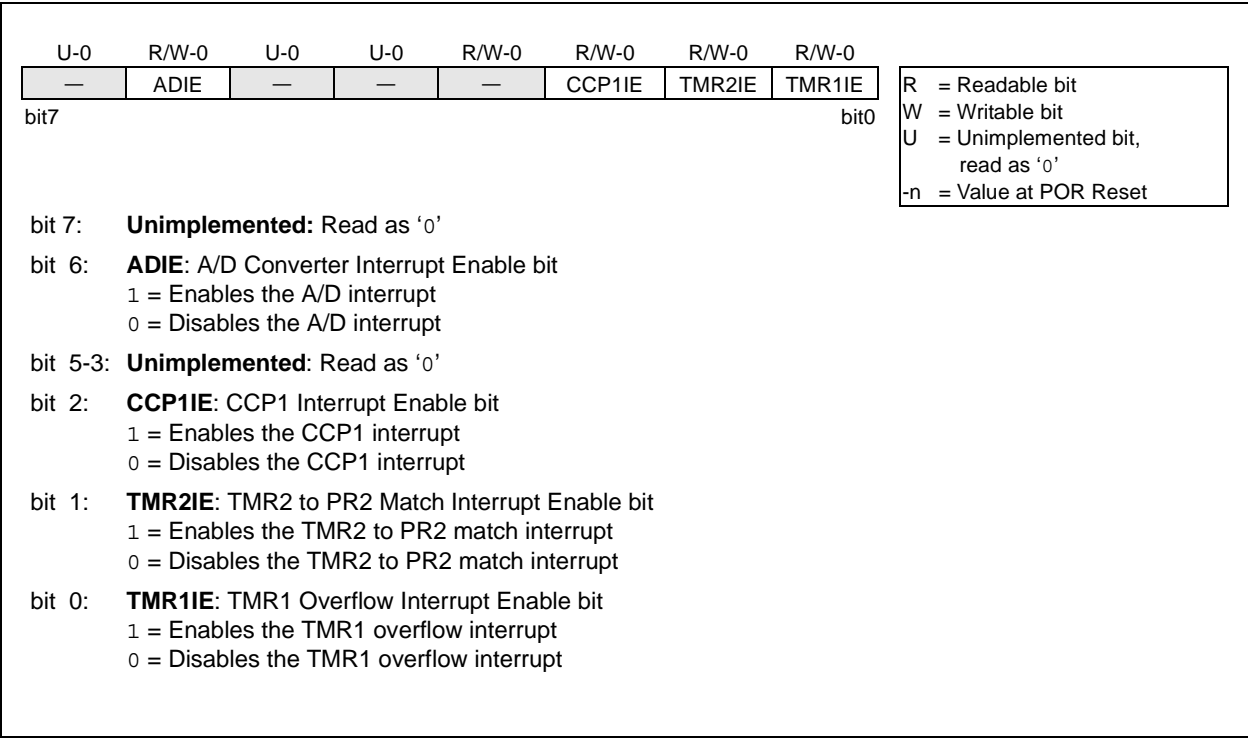 U-0 R/W-0 U-0 U-0 R/W-0 R/W-0 R/W-0 R/W-0
— ADIE — — — CCP1IE TMR2IE TMR1IE
bit7 bit0
R = Readable bit
W = Writable bit
U = Unimplemented bit,
read as ‘0’
-n = Value at POR Reset
bit 7: Unimplemented: Read as ‘0’
bit 6: ADIE: A/D Converter Interrupt Enable bit
1 = Enables the A/D interrupt
0 = Disables the A/D interrupt
bit 5-3: Unimplemented: Read as ‘0’
bit 2: CCP1IE: CCP1 Interrupt Enable bit
1 = Enables the CCP1 interrupt
0 = Disables the CCP1 interrupt
bit 1: TMR2IE: TMR2 to PR2 Match Interrupt Enable bit
1 = Enables the TMR2 to PR2 match interrupt
0 = Disables the TMR2 to PR2 match interrupt
bit 0: TMR1IE: TMR1 Overflow Interrupt Enable bit
1 = Enables the TMR1 overflow interrupt
0 = Disables the TMR1 overflow interrupt